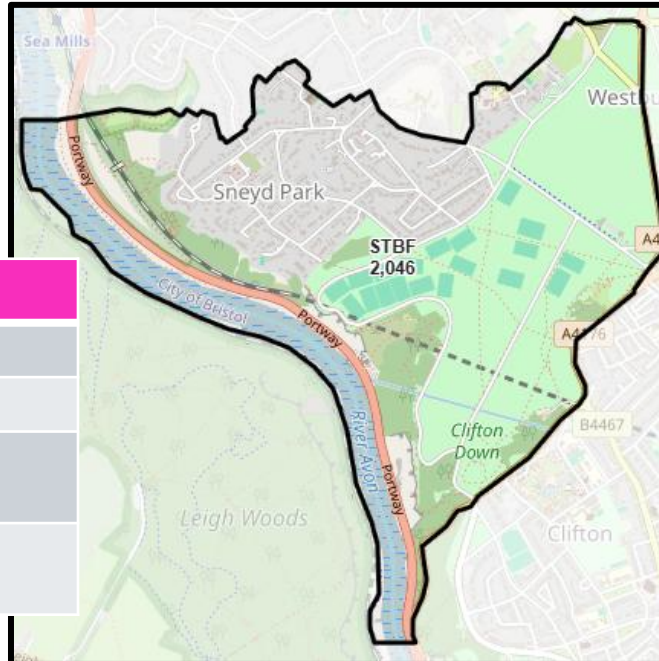 Sea Mills
Westbu
Portway
Sneyd Park
STBF
2,046
A4
City of Bristol
Portway
A4176
River Avon
Clifton
Down
B4467
Portway
Leigh Woods
Clifton